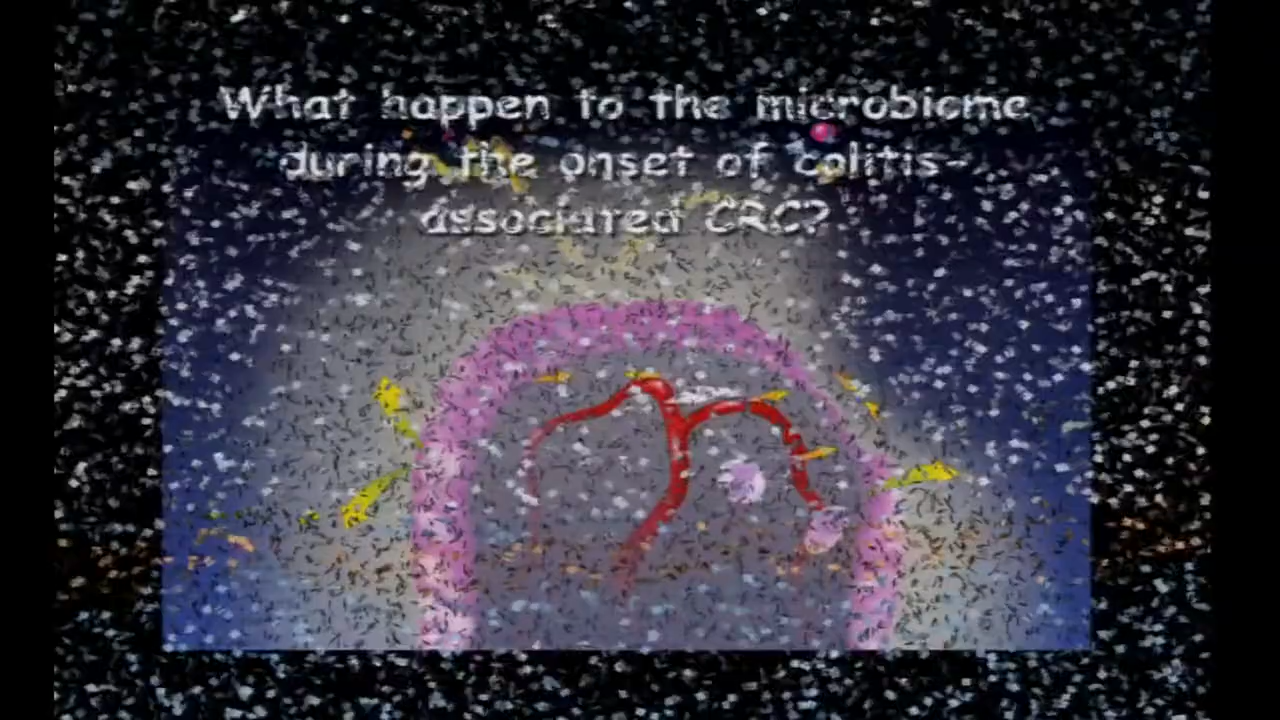 What happen to the microbiome
during the onset of colitis-
associated CRC?